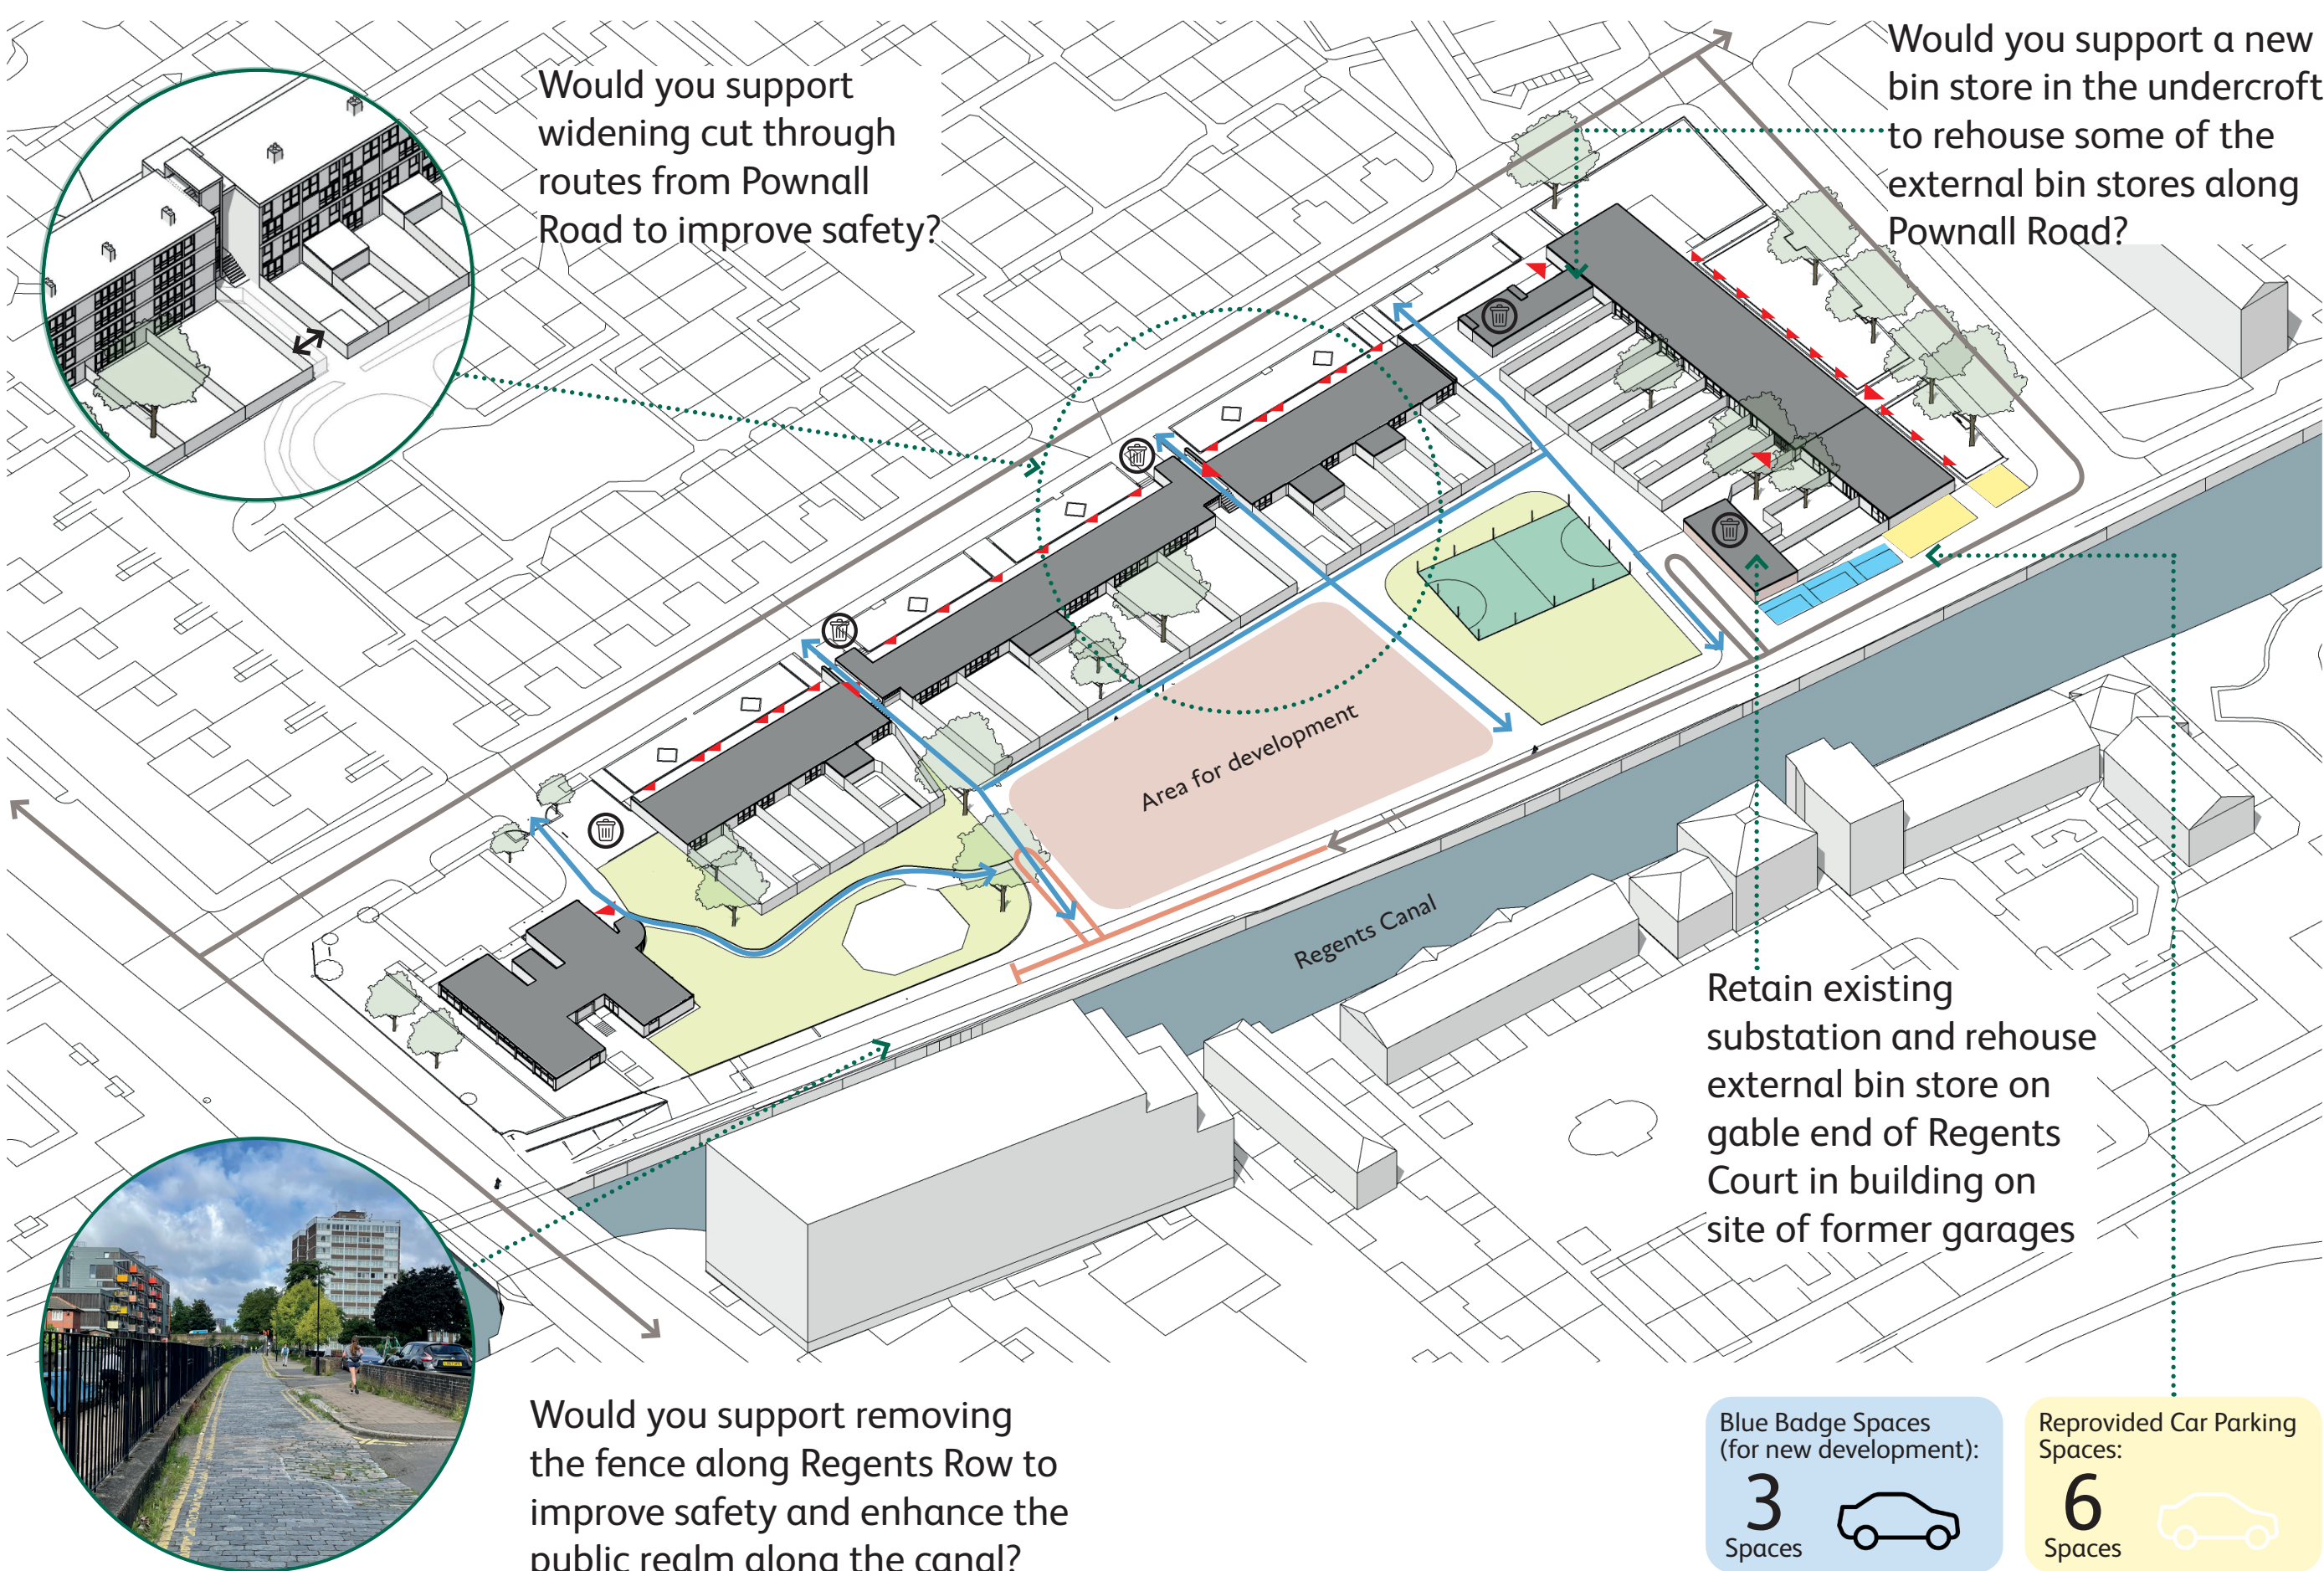 Would you support
widening cut through
routes from Pownall
Road to improve safety?
Would you support a new
bin store in the undercroft
to rehouse some of the
external bin stores along
Pownall Road?
Area for development
Regents Canal
Retain existing
substation and rehouse
external bin store on
gable end of Regents
Court in building on
site of former garages
Would you support removing
the fence along Regents Row to
improve safety and enhance the
public realm along the canal?
Blue Badge Spaces
(for new development):
3
Spaces
Reprovided Car Parking
Spaces:
6
Spaces